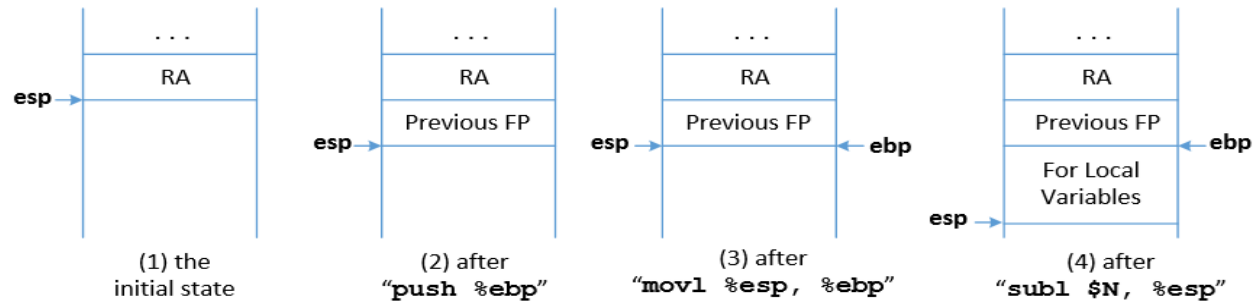 . . .
RA
esp
(1) the
initial state
. . .
RA
Previous FP
esp
(2) after
“push %ebp”
. . .
RA
Previous FP
esp
ebp
(3) after
“movl %esp, %ebp”
. . .
RA
Previous FP
ebp
For Local
Variables
esp
(4) after
“subl $N, %esp”